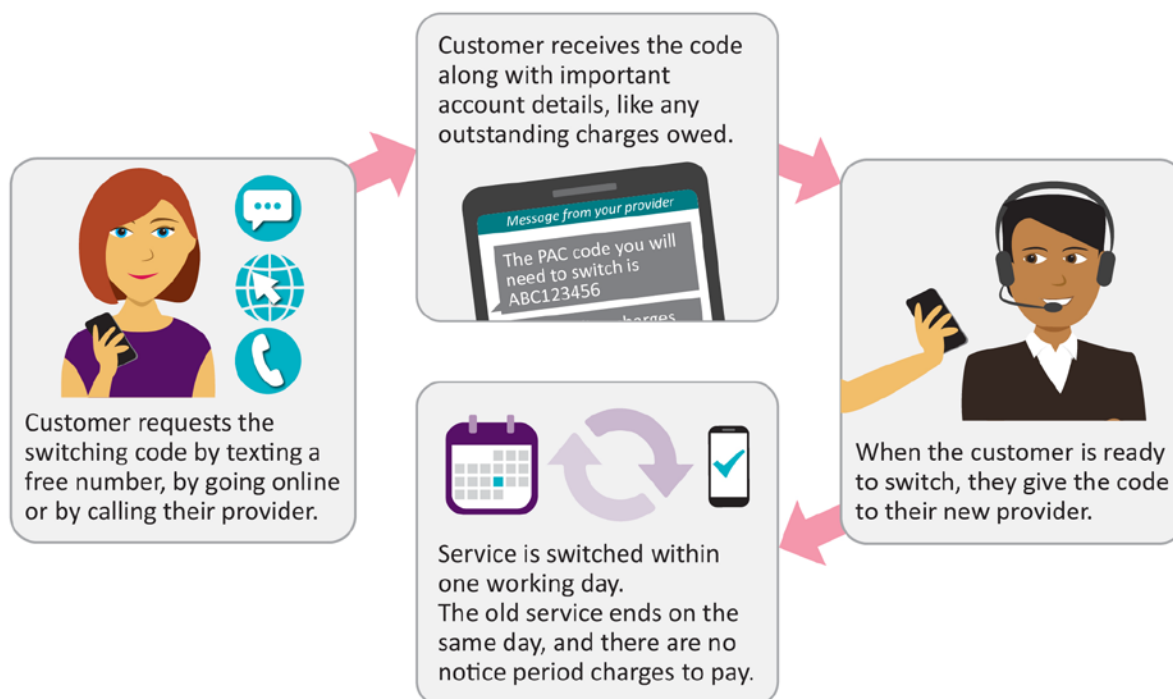 Customer requests the
switching code by texting a
free number, by going online
or by calling their provider.
Customer receives the code
along with important
account details, like any
outstanding charges owed.
Message from your provider
The PAC code you will
need to switch is
ABC123456
charges
When the customer is ready
to switch, they give the code
to their new provider.
Service is switched within
one working day.
The old service ends on the
same day, and there are no
notice period charges to pay.